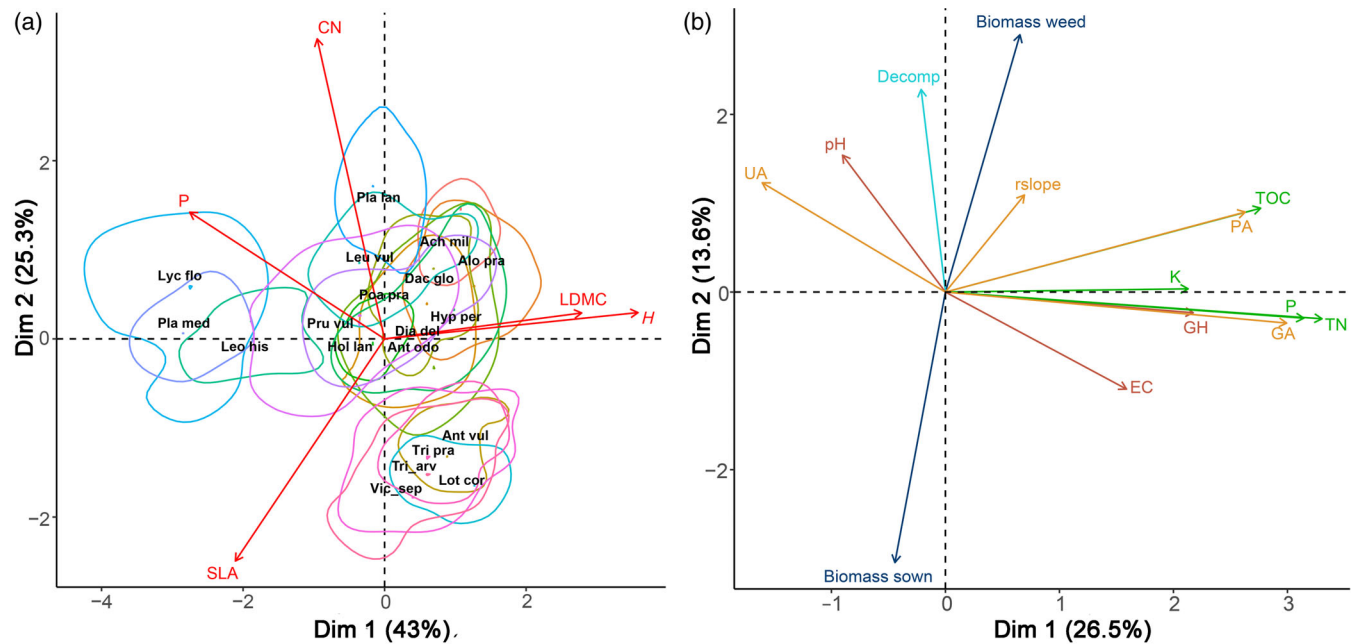 (a)
CN
2
P
Pla lan
Ach mil
Leu vul
Alo pra
Lyc flo
Dac glo
Poa pra
LDMC
H
Pla med
Pru vul
Hyp per
Dia del
Leo his
Hol lan
Ant odo
0
Ant vul
Tri pra
Tri_arv
Lot cor
Vic_sep
-2
SLA
-4 -2 0 2
Dim 1 (43%)
Dim 2 (25.3%)
(b)
Biomass weed
Decomp
2
pH
UA
rslope
TOC
PA
K
0
P
TN
GH
GA
EC
-2
Biomass sown
-1 0 1 2 3
Dim 1 (26.5%)
Dim 2 (13.6%)